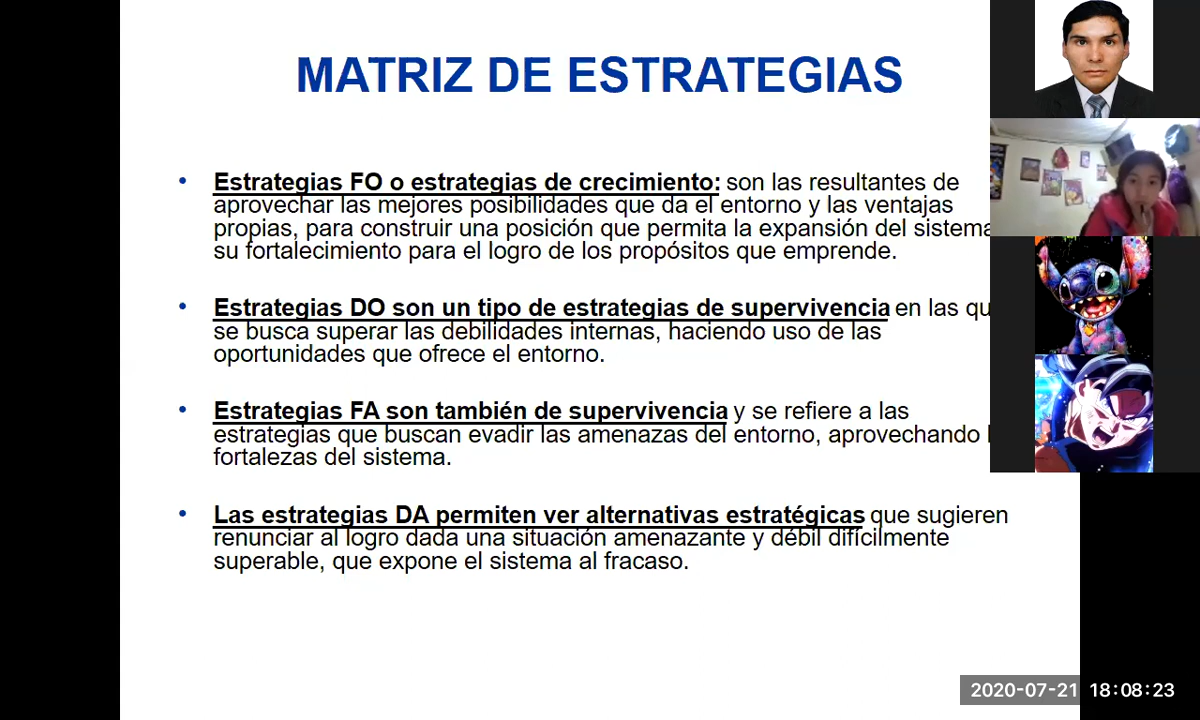 MATRIZ DE ESTRATEGIAS
• Estrategias FO o estrategias de crecimiento: son las resultantes de
aprovechar las mejores posibilidades que da el entorno y las ventajas
propias, para construir una posición que permita la expansión del sistema
su fortalecimiento para el logro de los propósitos que emprende.
• Estrategias DO son un tipo de estrategias de supervivencia en las qu
se busca superar las debilidades internas, haciendo uso de las
oportunidades que ofrece el entorno.
• Estrategias FA son también de supervivencia y se refiere a las
estrategias que buscan evadir las amenazas del entorno, aprovechando
fortalezas del sistema.
• Las estrategias DA permiten ver alternativas estratégicas que sugieren
renunciar al logro dada una situación amenazante y débil difícilmente
superable, que expone el sistema al fracaso.
2020-07-21 18:08:23